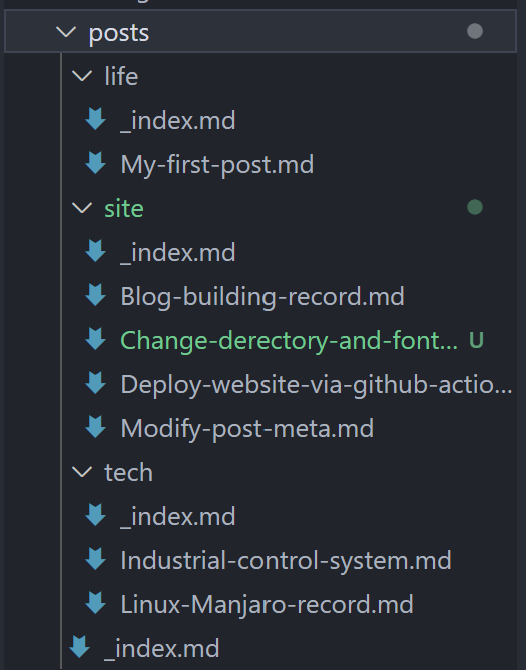 posts
life
_index.md
My-first-post.md
site
_index.md
Blog-building-record.md
Change-derectory-and-font... U
Deploy-website-via-github-actio...
Modify-post-meta.md
tech
_index.md
Industrial-control-system.md
Linux-Manjaro-record.md
_index.md